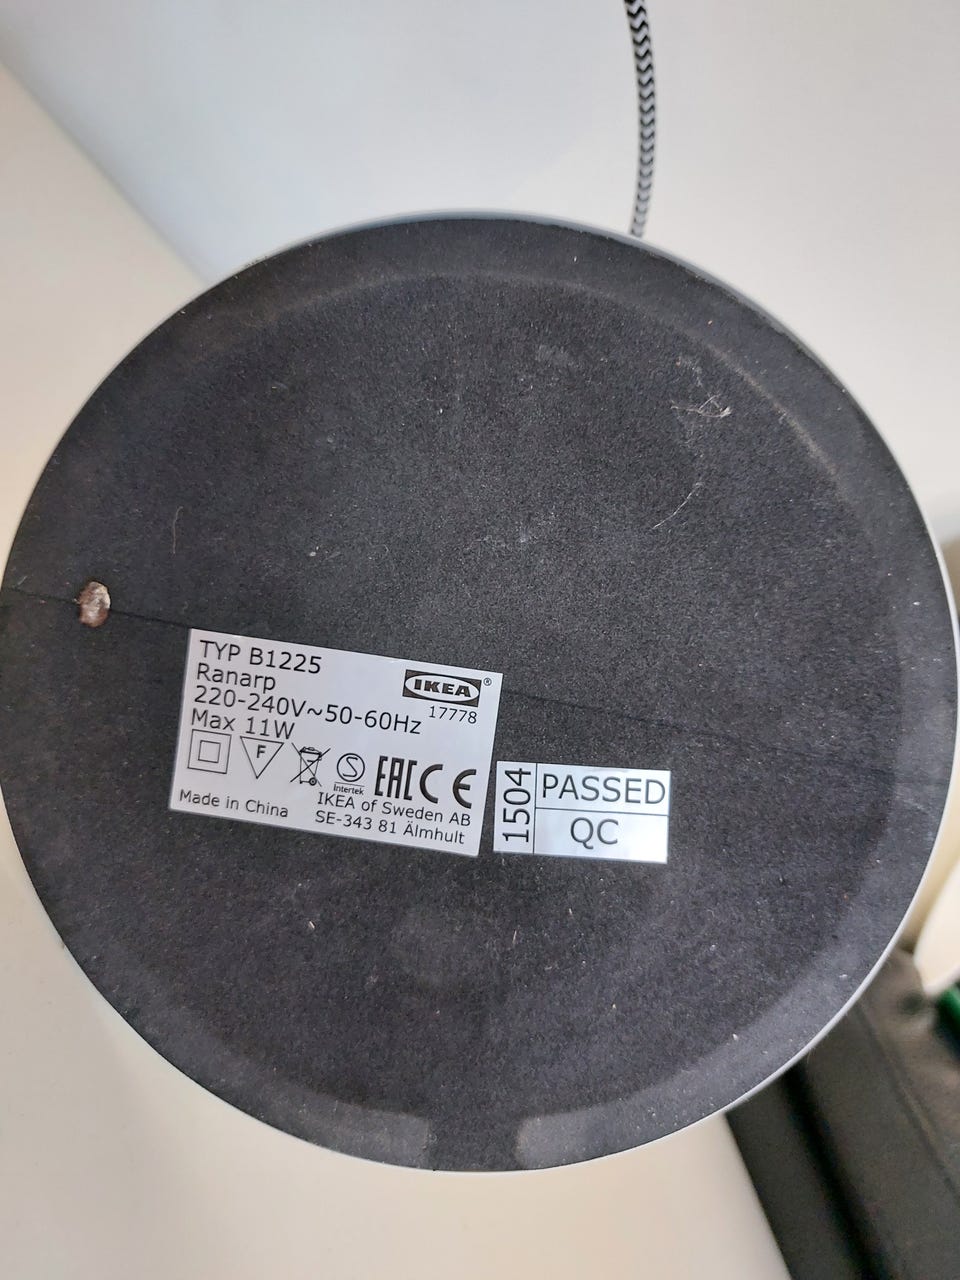 TYP B1225
Ranarp
IKEA®
220-240V~50-60Hz
17778
Max 11W
F
S
Intertek
EAC CE
Made in China
IKEA of Sweden AB
SE-343 81 Älmhult
1504
PASSED
QC